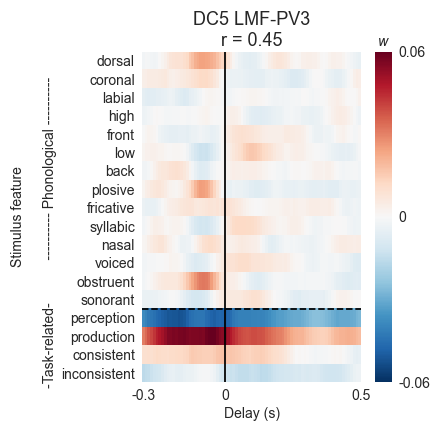 DC5 LMF-PV3
r = 0.45
w
0.06
0
-0.06
Stimulus feature
---------- Phonological ----------
-Task-related-
dorsal
coronal
labial
high
front
low
back
plosive
fricative
syllabic
nasal
voiced
obstruent
sonorant
perception
production
consistent
inconsistent
-0.3
0
0.5
Delay (s)